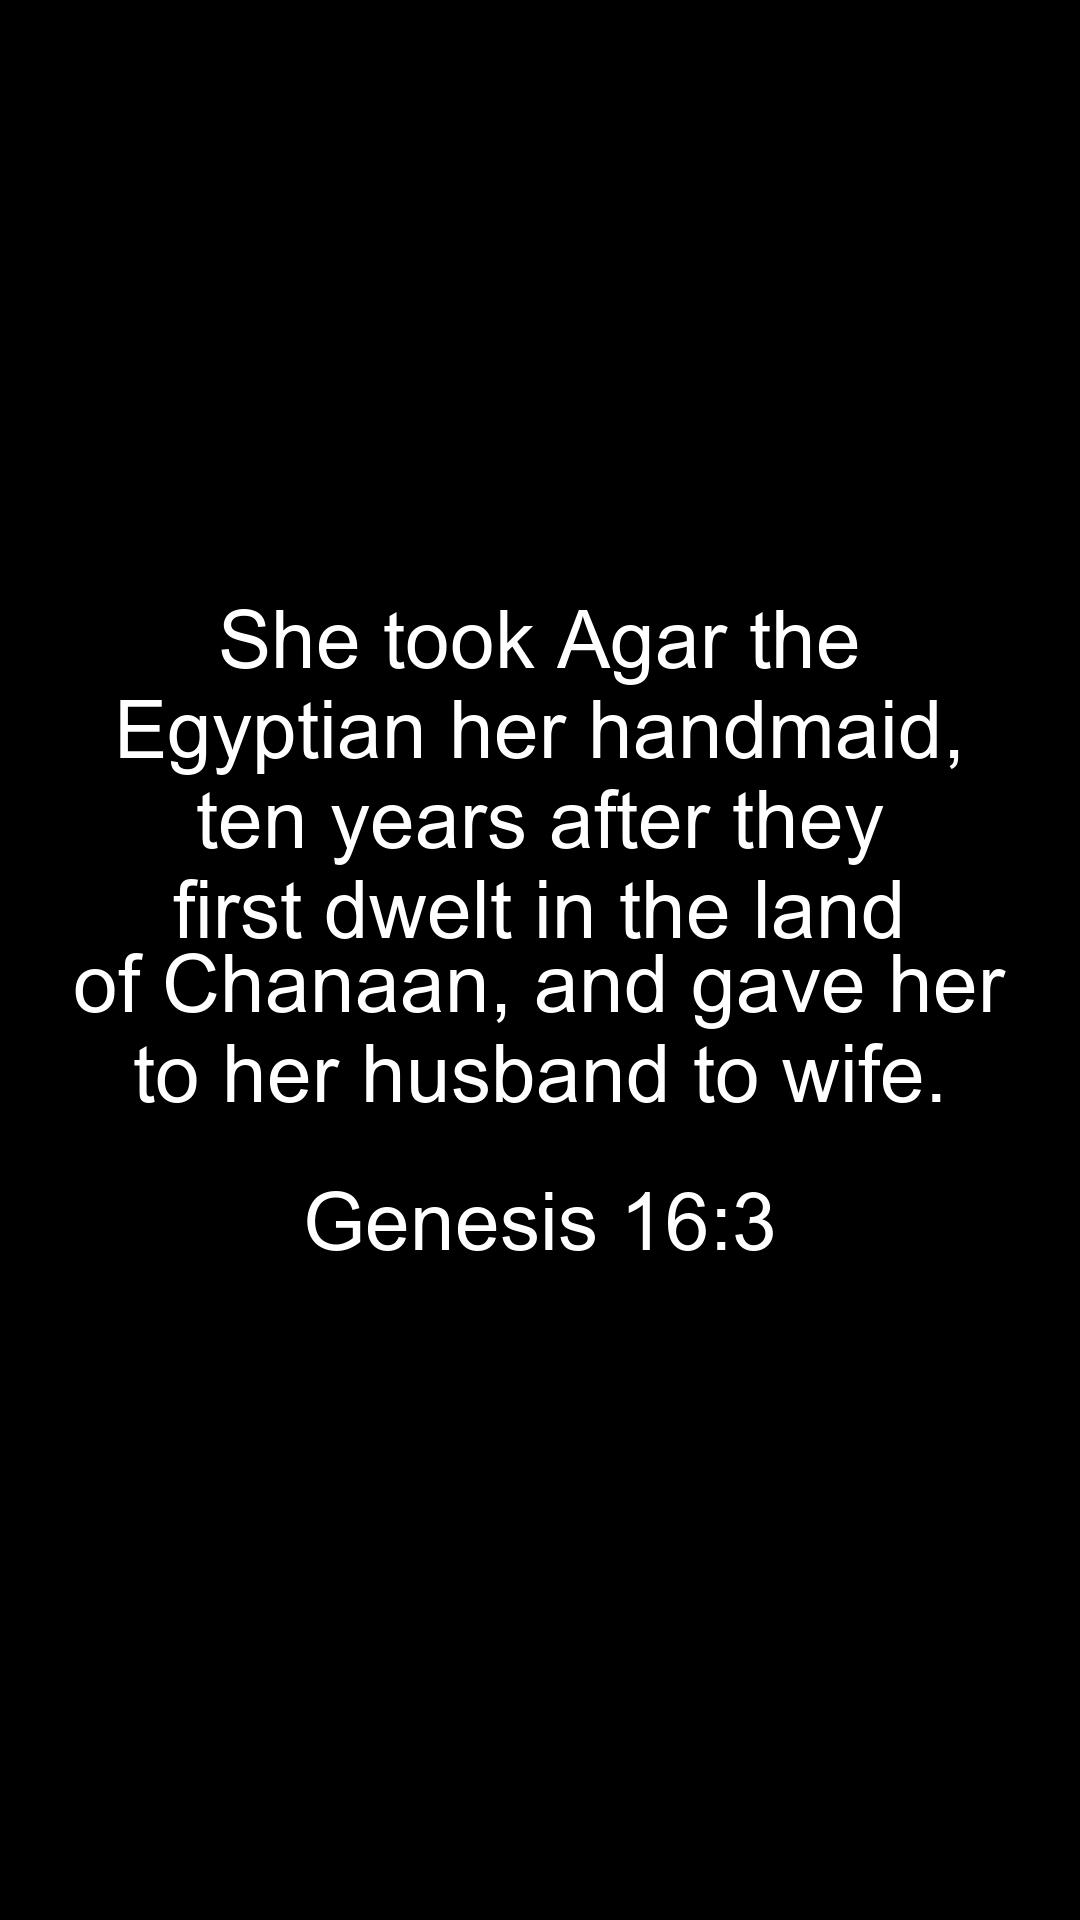 She took Agar the
Egyptian her handmaid,
ten years after they
first dwelt in the land
of Chanaan, and gave her
to her husband to wife.
Genesis 16:3